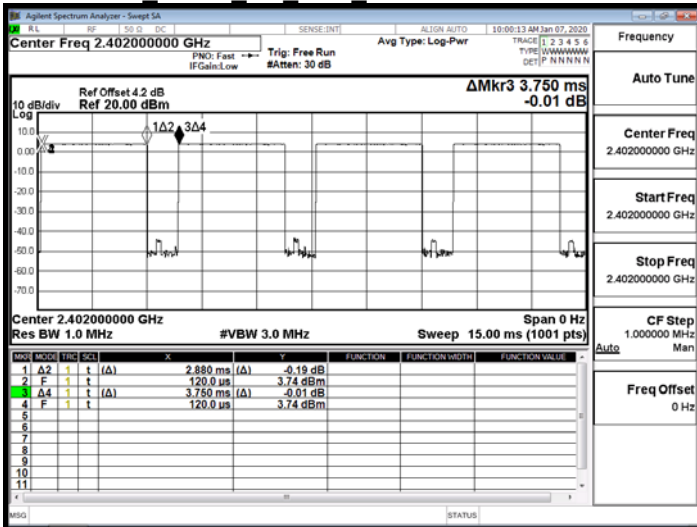 Agilent Spectrum Analyzer - Swept SA
RL RF 50 Ω DC SENSE:INT ALIGN AUTO 10:00:13 AM Jan 07, 2020
Center Freq 2.402000000 GHz
PNO: Fast
IFGain:Low
Trig: Free Run
#Atten: 30 dB
Avg Type: Log-Pwr
TRACE 1 2 3 4 5 6
TYPE WWWWWW
DET P N N N N N
ΔMkr3 3.750 ms
-0.01 dB
Ref Offset 4.2 dB
10 dB/div Ref 20.00 dBm
Log
10.0
0.00
-10.0
-20.0
-30.0
-40.0
-50.0
-60.0
-70.0
1Δ2 3Δ4
Center 2.402000000 GHz Span 0 Hz
Res BW 1.0 MHz #VBW 3.0 MHz Sweep 15.00 ms (1001 pts)
MKR MODE TRC SCL X Y FUNCTION FUNCTION WIDTH FUNCTION VALUE
1 Δ2 1 t (Δ) 2.880 ms (Δ) -0.19 dB
2 F 1 t 120.0 µs 3.74 dBm
3 Δ4 1 t (Δ) 3.750 ms (Δ) -0.01 dB
4 F 1 t 120.0 µs 3.74 dBm
5
6
7
8
9
10
11
MSG STATUS
Frequency
Auto Tune
Center Freq
2.402000000 GHz
Start Freq
2.402000000 GHz
Stop Freq
2.402000000 GHz
CF Step
1.000000 MHz
Auto Man
Freq Offset
0 Hz